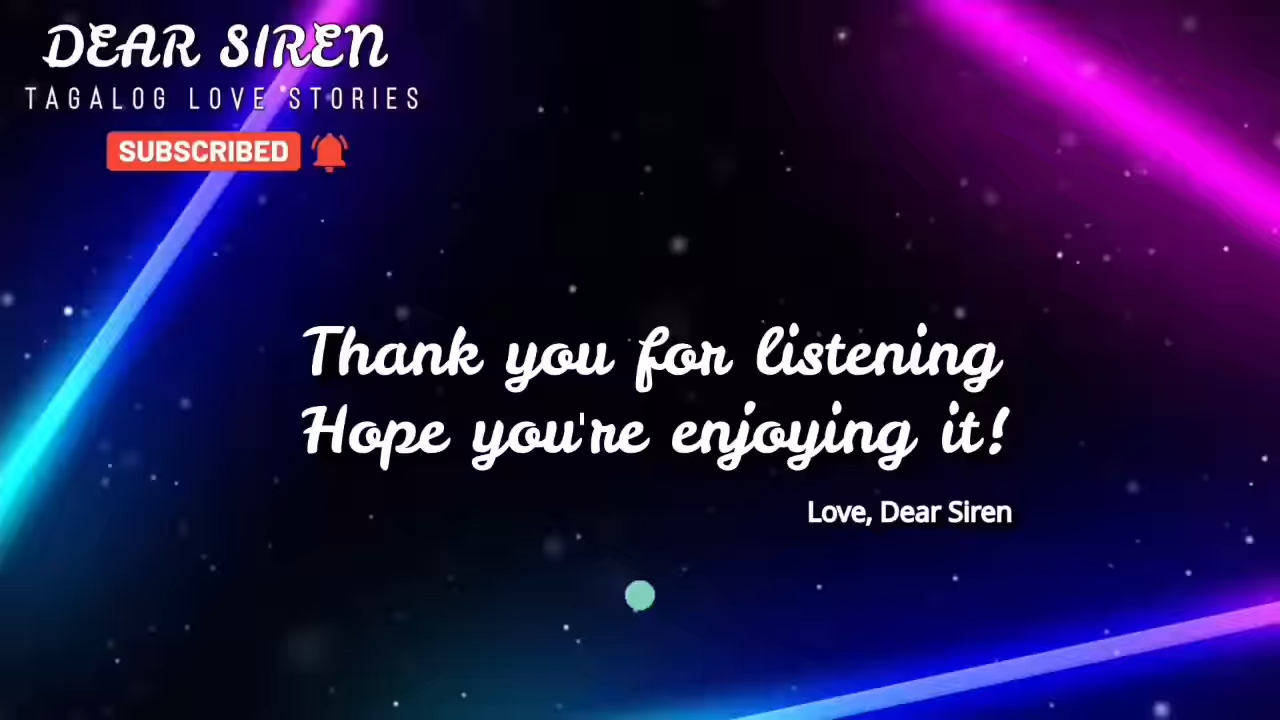 DEAR SIREN
TAGALOG LOVE STORIES
SUBSCRIBED
Thank you for listening
Hope you're enjoying it!
Love, Dear Siren